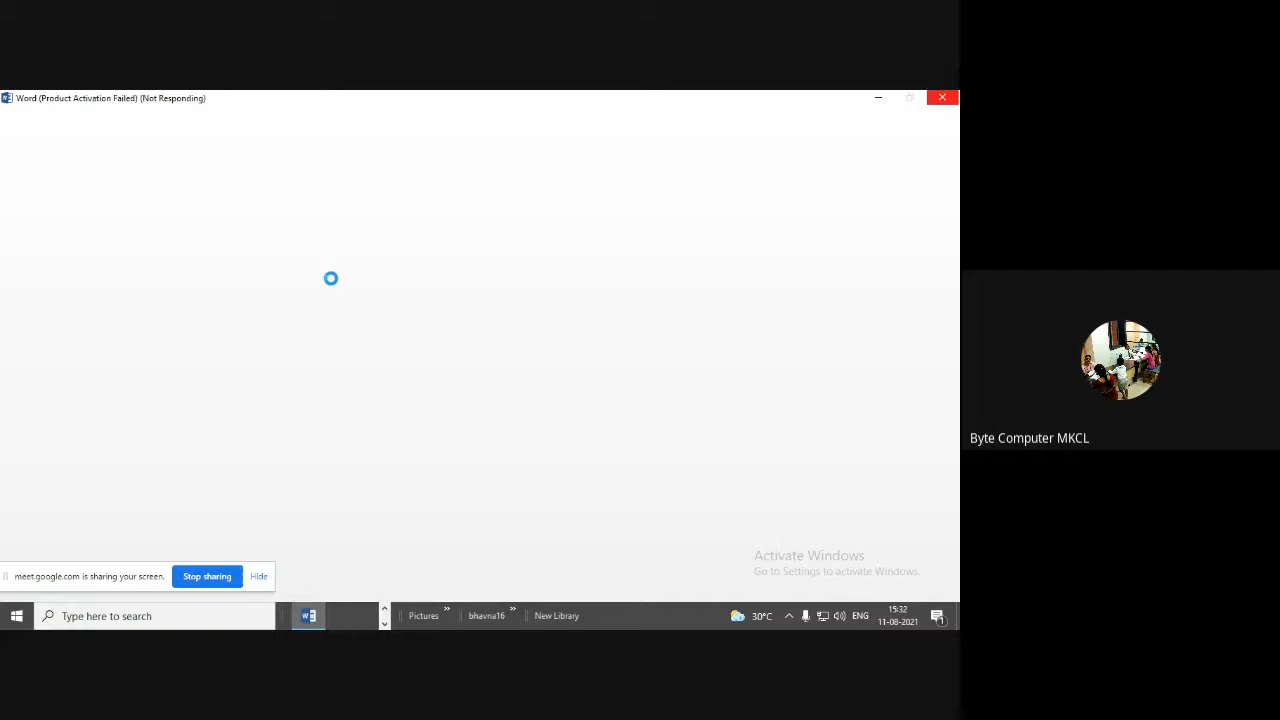 Word (Product Activation Failed) (Not Responding)
Byte Computer MKCL
Activate Windows
Go to Settings to activate Windows.
meet.google.com is sharing your screen.
Stop sharing
Hide
Type here to search
Pictures
bhavna16
New Library
30°C
ENG
15:32
11-08-2021
1